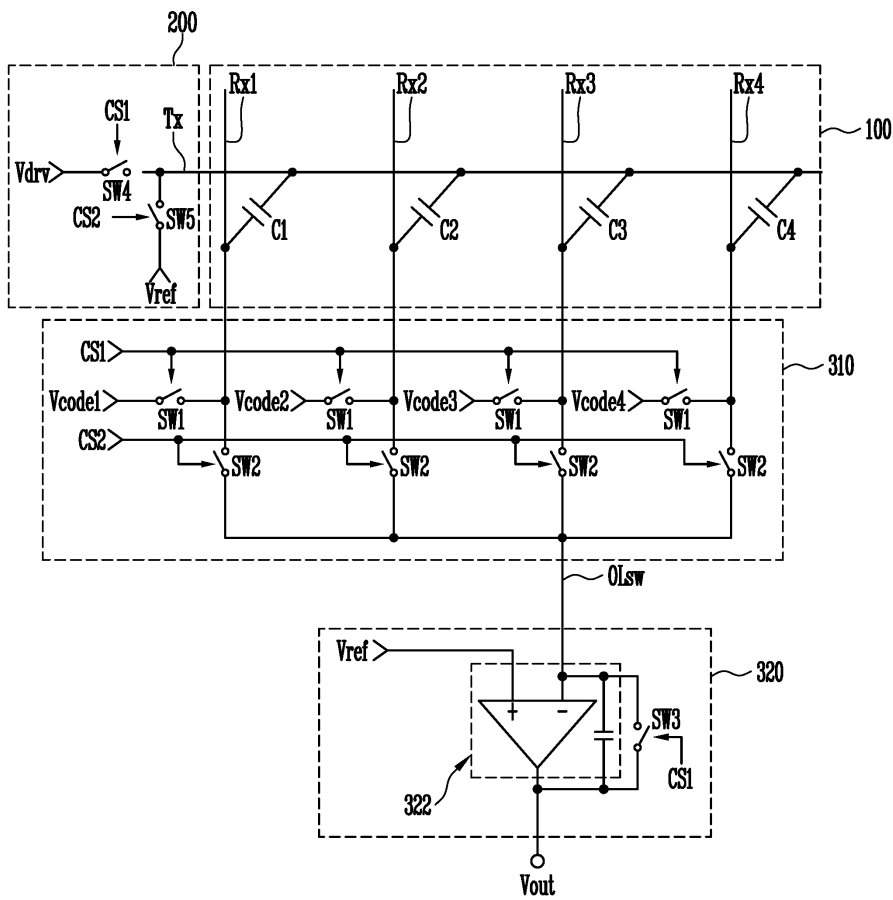 200
Rx1 Rx2 Rx3 Rx4
CS1
Tx
100
Vdrv
SW4
CS2
SW5
C1 C2 C3 C4
Vref
CS1
310
Vcode1 Vcode2 Vcode3 Vcode4
SW1 SW1 SW1 SW1
CS2
SW2 SW2 SW2 SW2
OLsw
Vref
320
+ −
SW3
CS1
322
Vout